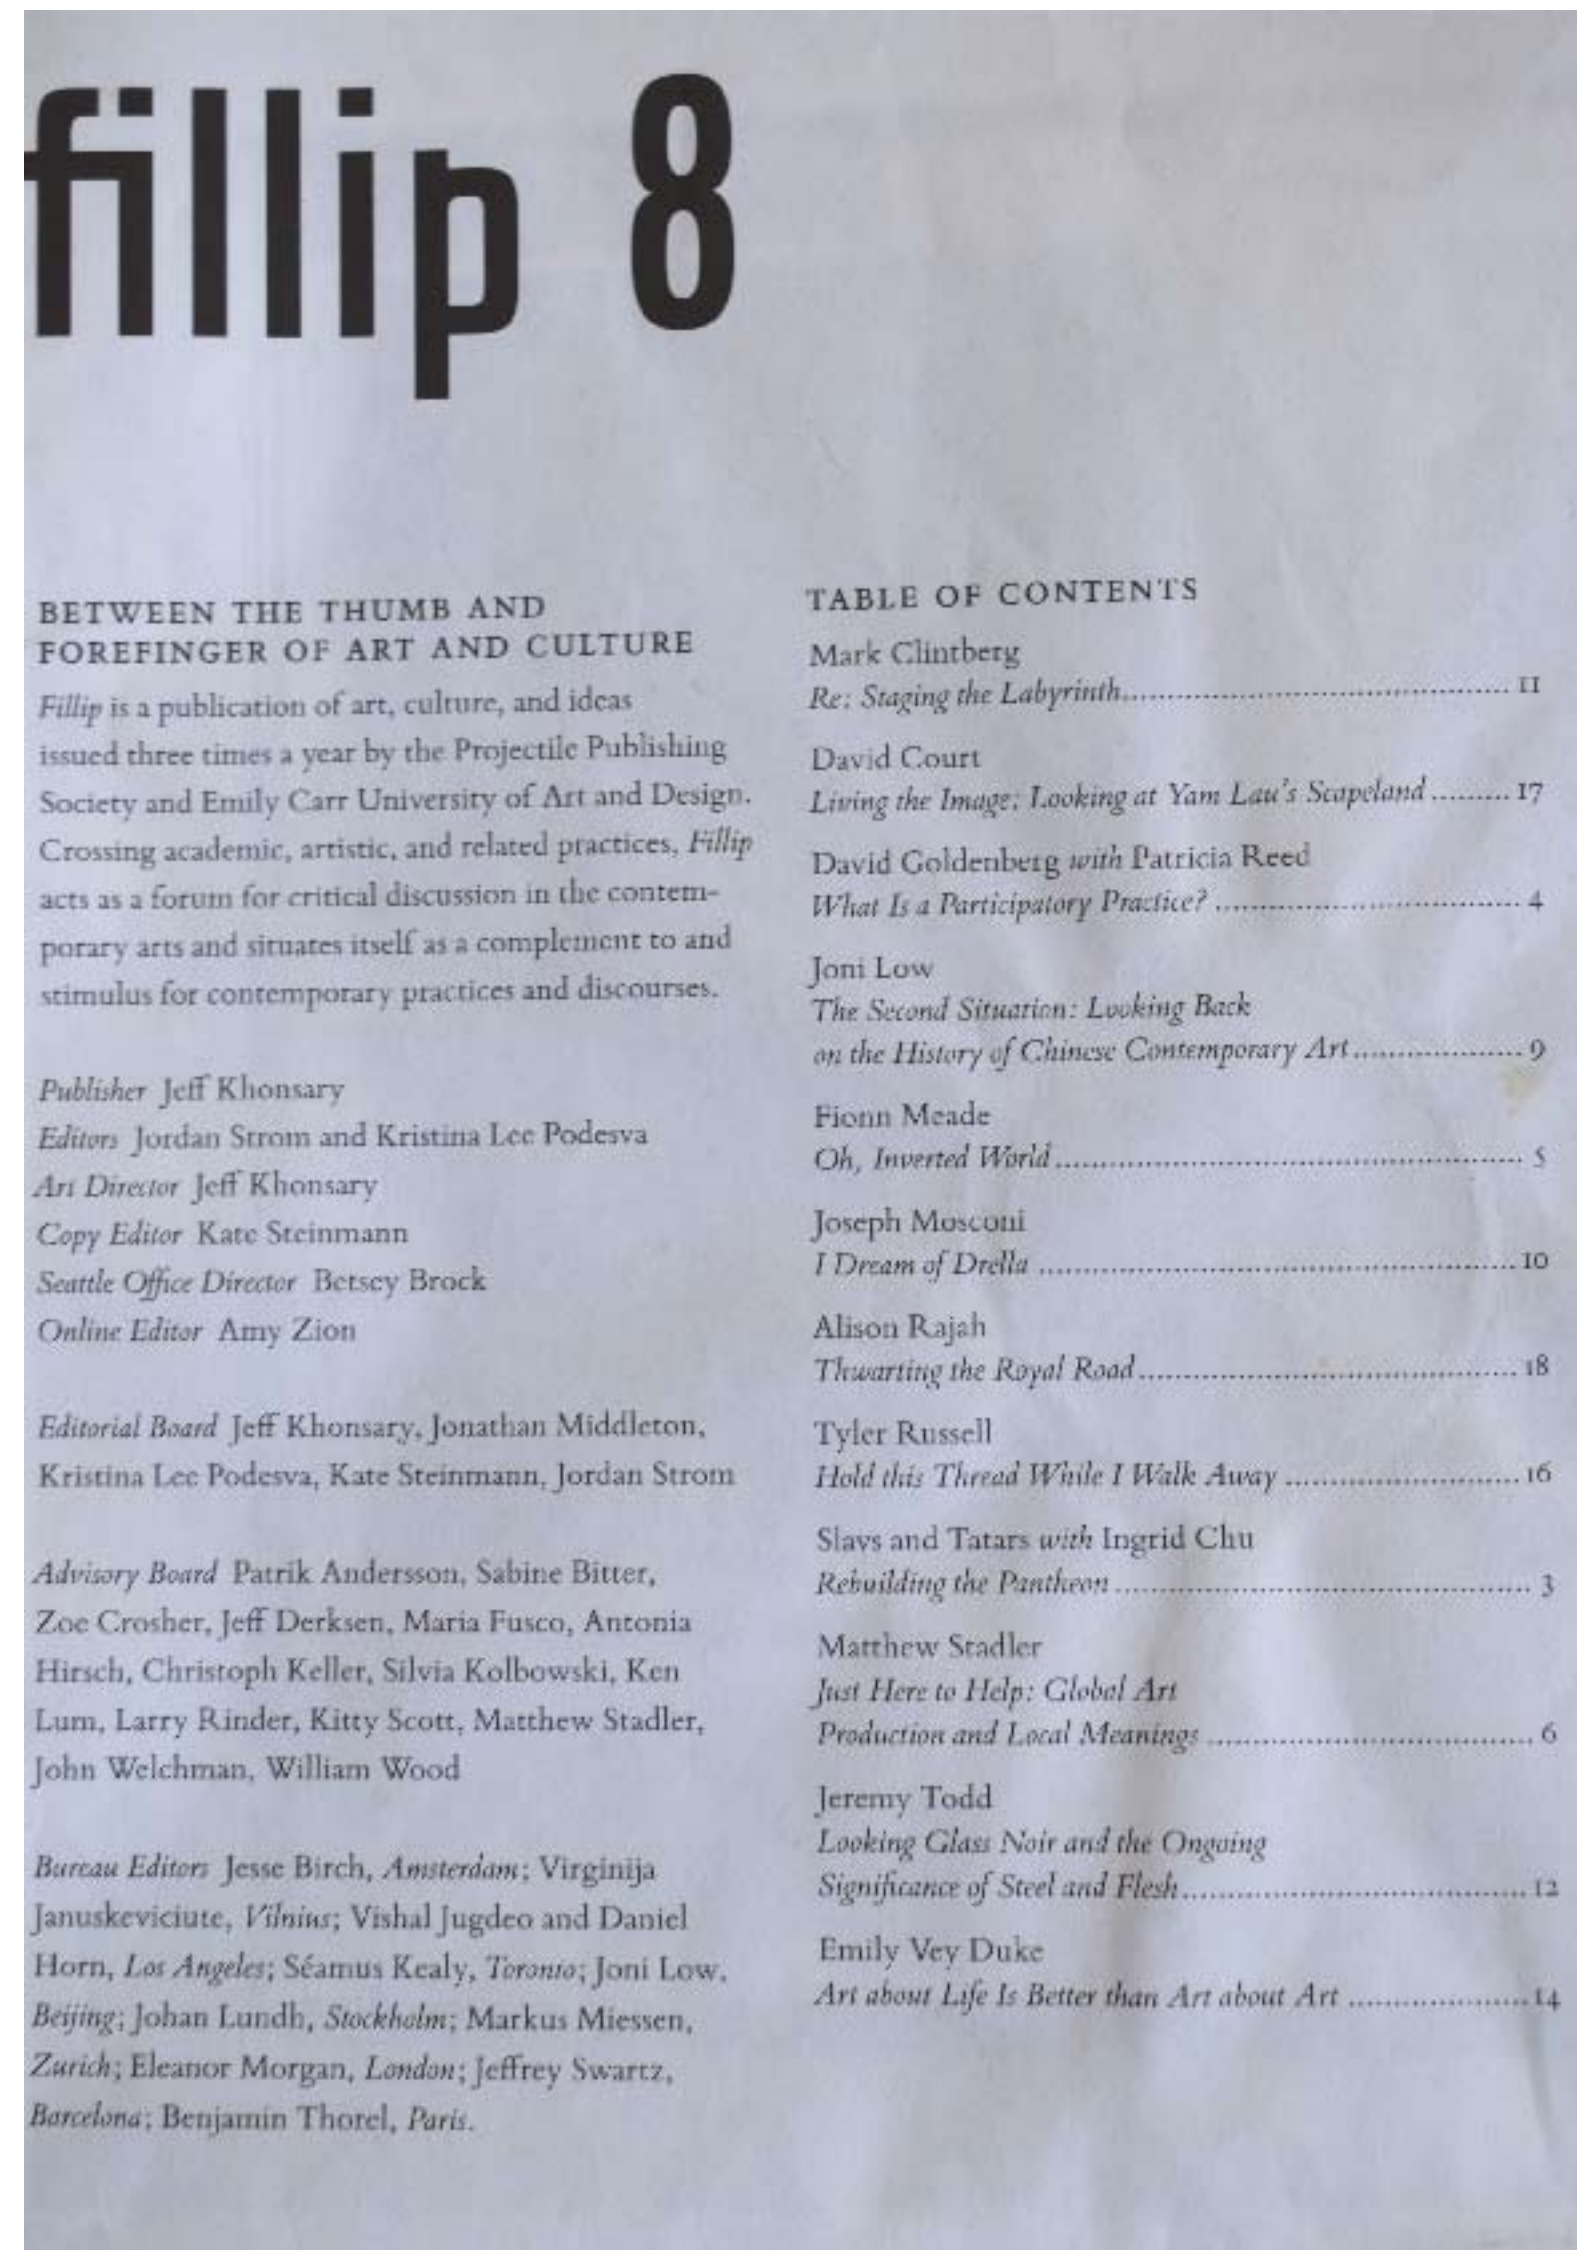 fillip 8
BETWEEN THE THUMB AND
FOREFINGER OF ART AND CULTURE
Fillip is a publication of art, culture, and ideas
issued three times a year by the Projectile Publishing
Society and Emily Carr University of Art and Design.
Crossing academic, artistic, and related practices, Fillip
acts as a forum for critical discussion in the contem-
porary arts and situates itself as a complement to and
stimulus for contemporary practices and discourses.
Publisher Jeff Khonsary
Editors Jordan Strom and Kristina Lee Podesva
Art Director Jeff Khonsary
Copy Editor Kate Steinmann
Seattle Office Director Betsey Brock
Online Editor Amy Zion
Editorial Board Jeff Khonsary, Jonathan Middleton,
Kristina Lee Podesva, Kate Steinmann, Jordan Strom
Advisory Board Patrik Andersson, Sabine Bitter,
Zoe Crosher, Jeff Derksen, Maria Fusco, Antonia
Hirsch, Christoph Keller, Silvia Kolbowski, Ken
Lum, Larry Rinder, Kitty Scott, Matthew Stadler,
John Welchman, William Wood
Bureau Editors Jesse Birch, Amsterdam; Virginija
Januskeviciute, Vilnius; Vishal Jugdeo and Daniel
Horn, Los Angeles; Séamus Kealy, Toronto; Joni Low,
Beijing; Johan Lundh, Stockholm; Markus Miessen,
Zurich; Eleanor Morgan, London; Jeffrey Swartz,
Barcelona; Benjamin Thorel, Paris.
TABLE OF CONTENTS
Mark Clintberg
Re: Staging the Labyrinth 11
David Court
Living the Image: Looking at Yam Lau's Scapeland 17
David Goldenberg with Patricia Reed
What Is a Participatory Practice? 4
Joni Low
The Second Situation: Looking Back
on the History of Chinese Contemporary Art 9
Fionn Meade
Oh, Inverted World 5
Joseph Mosconi
I Dream of Drella 10
Alison Rajah
Thwarting the Royal Road 18
Tyler Russell
Hold this Thread While I Walk Away 16
Slavs and Tatars with Ingrid Chu
Rebuilding the Pantheon 3
Matthew Stadler
Just Here to Help: Global Art
Production and Local Meanings 6
Jeremy Todd
Looking Glass Noir and the Ongoing
Significance of Steel and Flesh 12
Emily Vey Duke
Art about Life Is Better than Art about Art 14